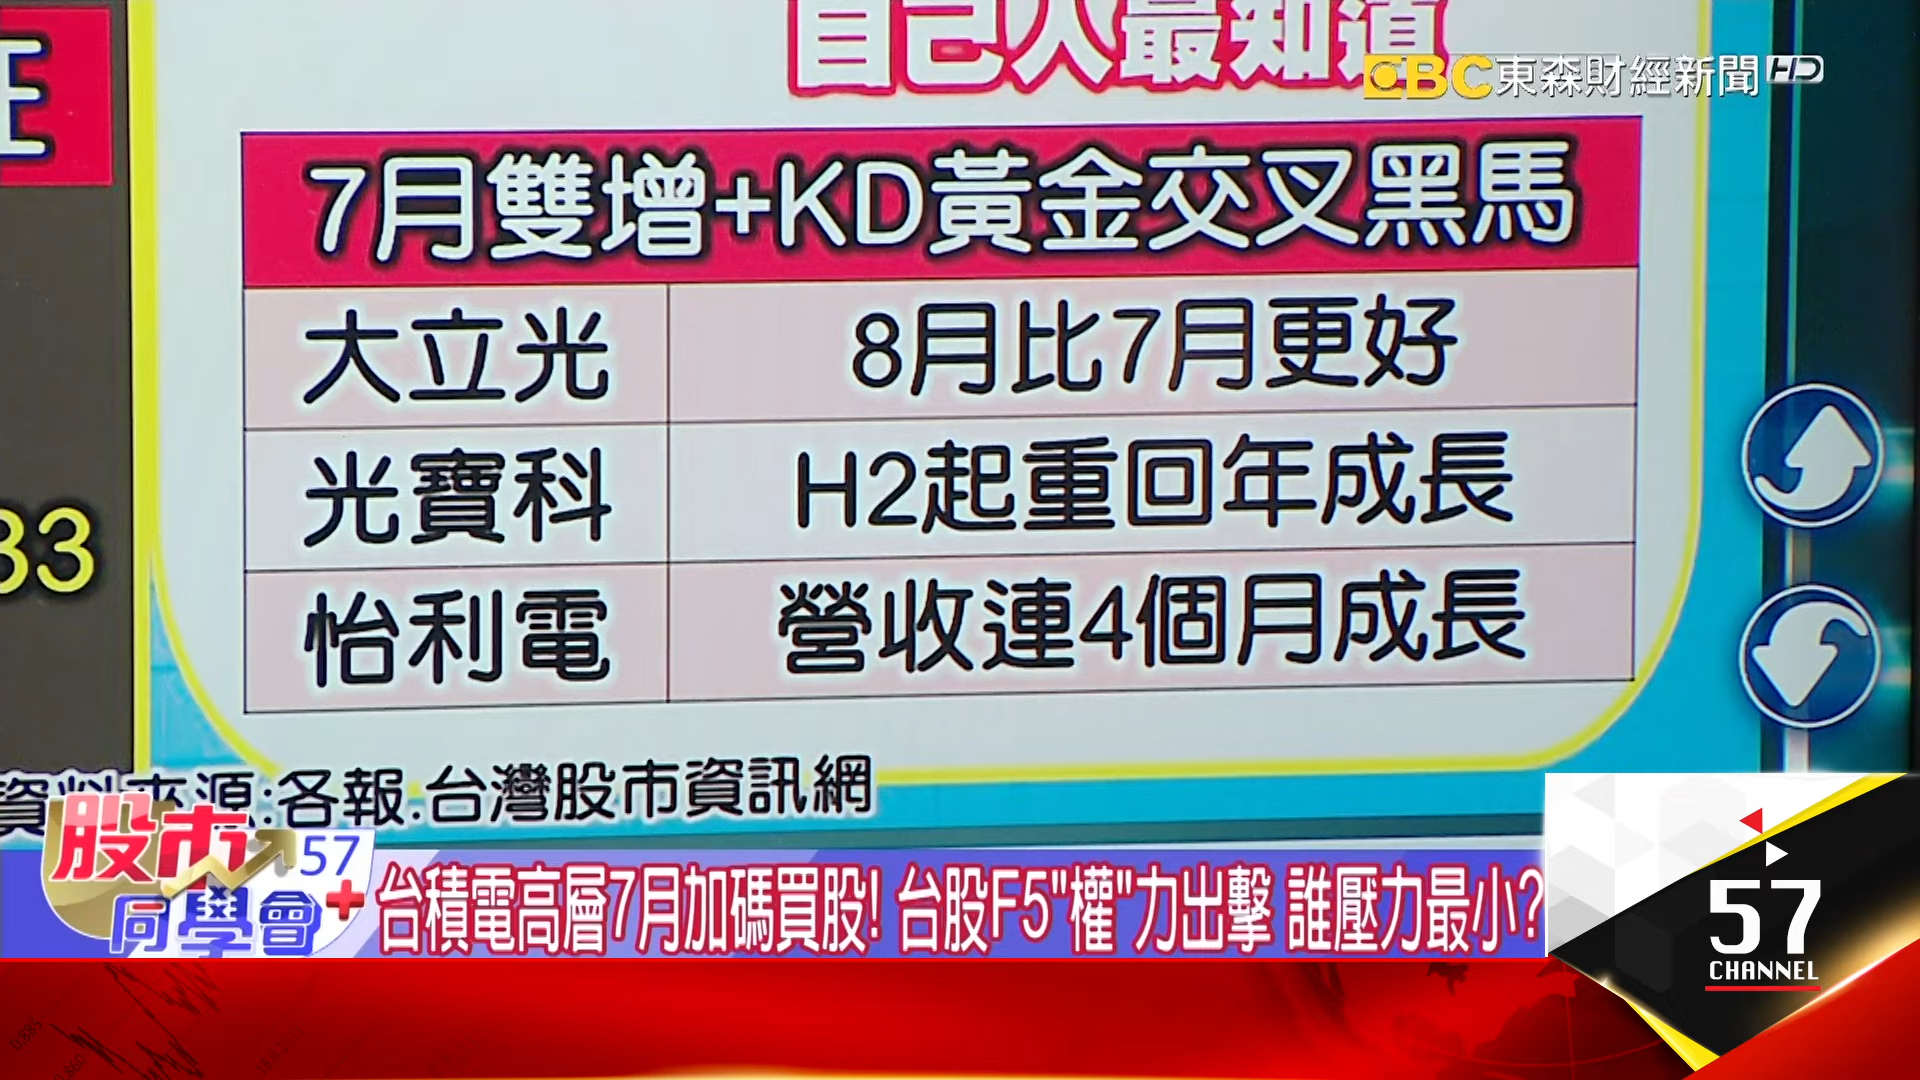 自己人最知道
EBC東森財經新聞HD
7月雙增+KD黃金交叉黑馬
大立光 8月比7月更好
光寶科 H2起重回年成長
怡利電 營收連4個月成長
83
資料來源:各報.台灣股市資訊網
股市
57
同學會+
台積電高層7月加碼買股! 台股F5"權"力出擊 誰壓力最小?
57
CHANNEL